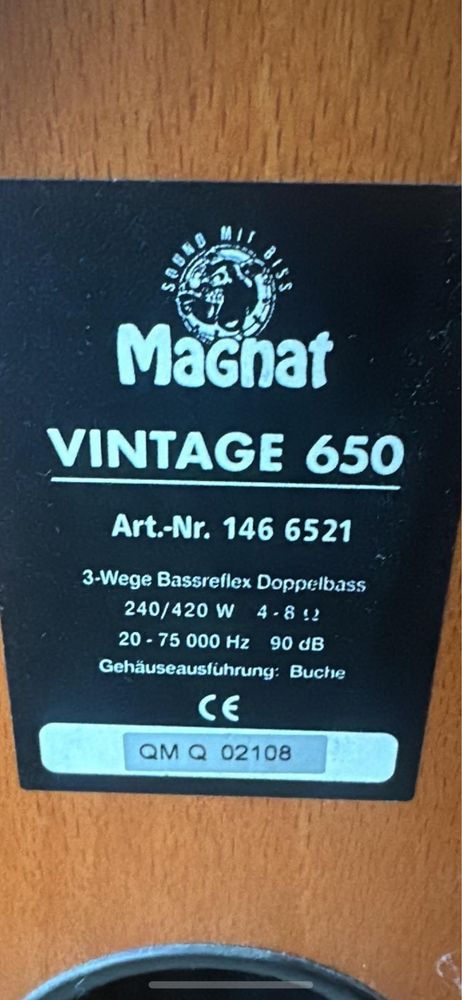 SOUND MIT BISS
Magnat
VINTAGE 650
Art.-Nr. 146 6521
3-Wege Bassreflex Doppelbass
240/420 W 4 - 8 Ω
20 - 75 000 Hz 90 dB
Gehäuseausführung: Buche
CE
QM Q 02108